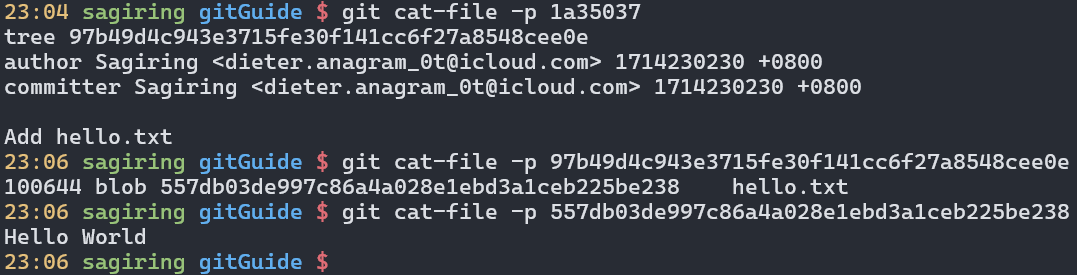 23:04 sagiring gitGuide $ git cat-file -p 1a35037
tree 97b49d4c943e3715fe30f141cc6f27a8548cee0e
author Sagiring <dieter.anagram_0t@icloud.com> 1714230230 +0800
committer Sagiring <dieter.anagram_0t@icloud.com> 1714230230 +0800

Add hello.txt
23:06 sagiring gitGuide $ git cat-file -p 97b49d4c943e3715fe30f141cc6f27a8548cee0e
100644 blob 557db03de997c86a4a028e1ebd3a1ceb225be238    hello.txt
23:06 sagiring gitGuide $ git cat-file -p 557db03de997c86a4a028e1ebd3a1ceb225be238
Hello World
23:06 sagiring gitGuide $